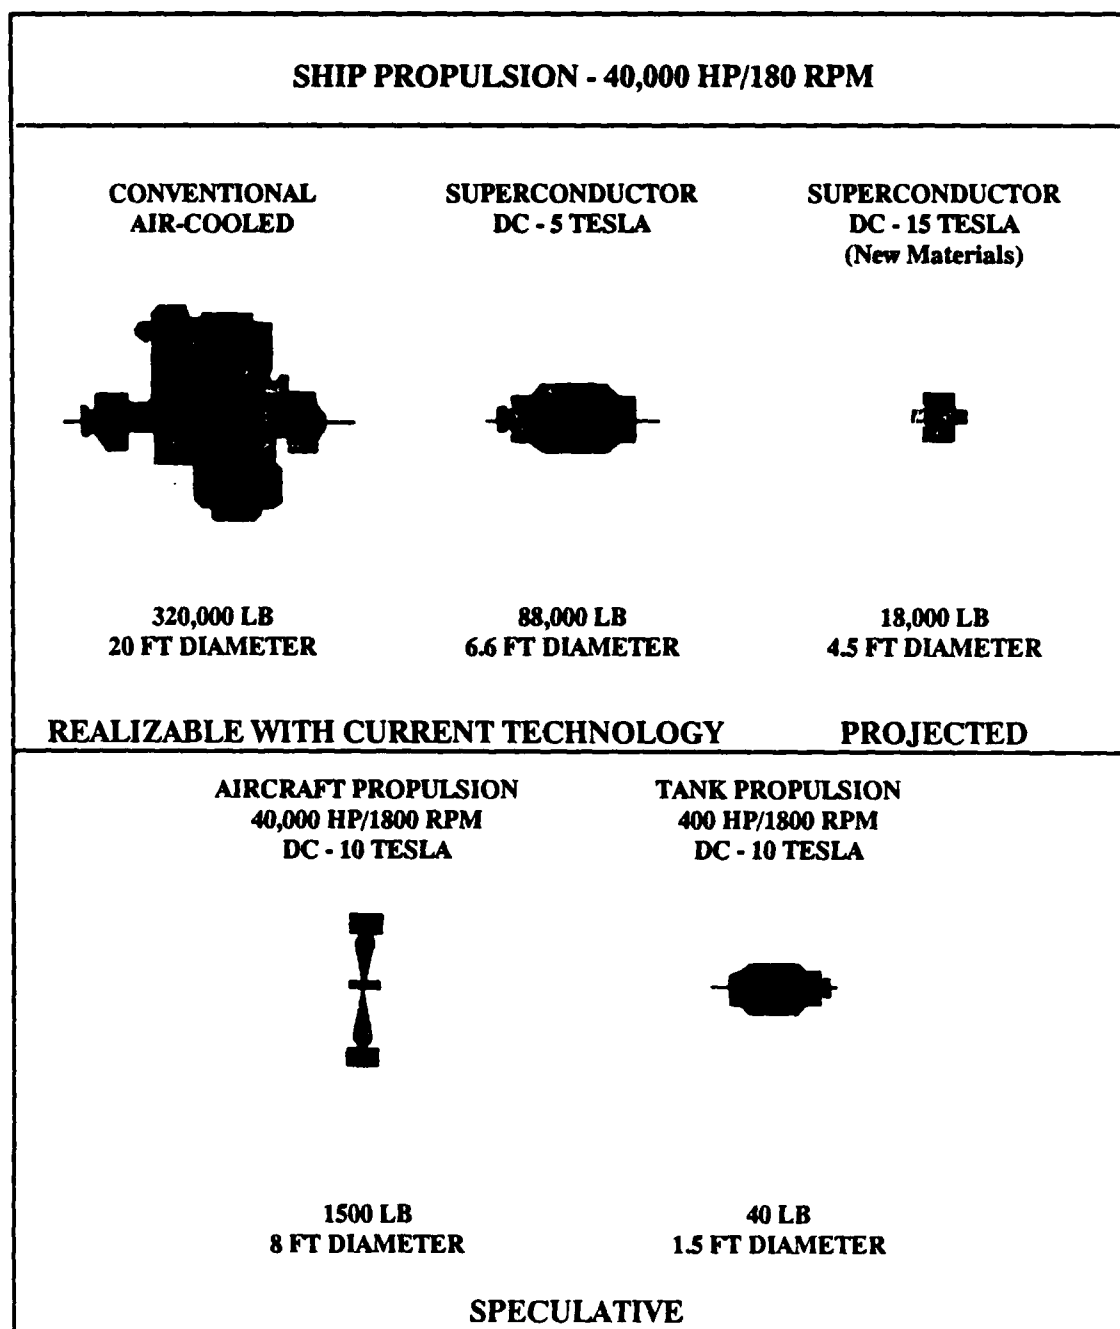 SHIP PROPULSION - 40,000 HP/180 RPM
CONVENTIONAL
AIR-COOLED
SUPERCONDUCTOR
DC - 5 TESLA
SUPERCONDUCTOR
DC - 15 TESLA
(New Materials)
320,000 LB
20 FT DIAMETER
88,000 LB
6.6 FT DIAMETER
18,000 LB
4.5 FT DIAMETER
REALIZABLE WITH CURRENT TECHNOLOGY
PROJECTED
AIRCRAFT PROPULSION
40,000 HP/1800 RPM
DC - 10 TESLA
TANK PROPULSION
400 HP/1800 RPM
DC - 10 TESLA
1500 LB
8 FT DIAMETER
40 LB
1.5 FT DIAMETER
SPECULATIVE